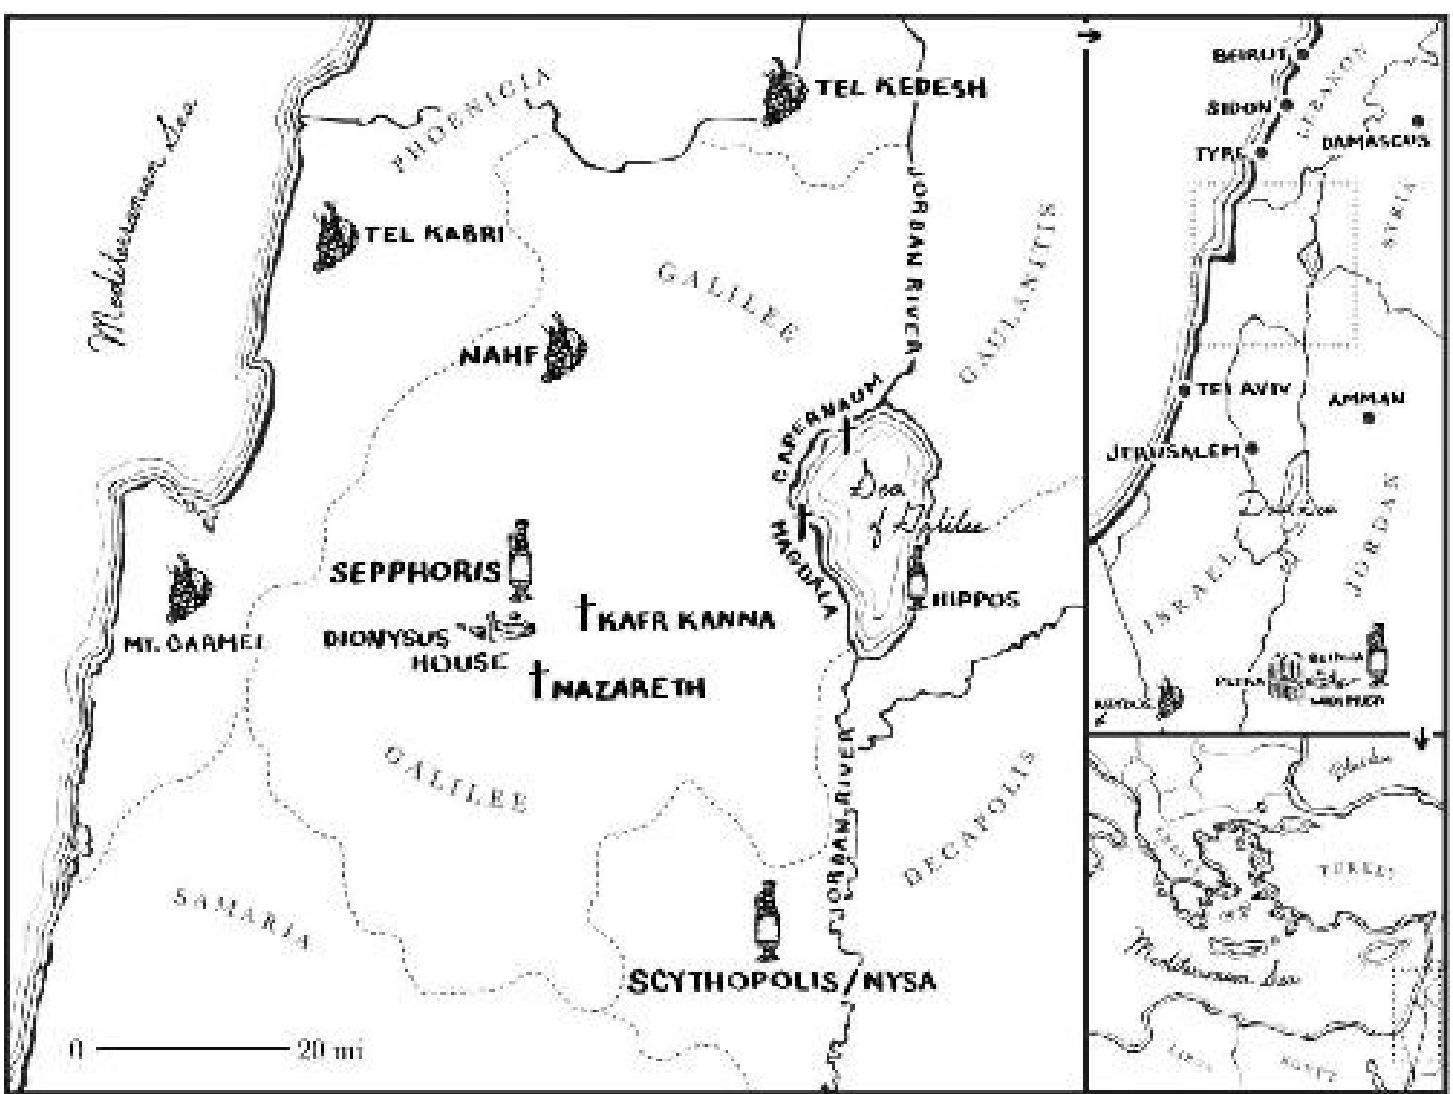 PHOENICIA
TEL KEDESH
Mediterranean Sea
TEL KABRI
JORDAN RIVER
GALILEE
GAULANITIS
NAHF
CAPERNAUM
Sea
of Galilee
MAGDALA
SEPPHORIS
HIPPOS
KAFR KANNA
DIONYSUS
HOUSE
MT. CARMEL
NAZARETH
GALILEE
JORDAN RIVER
DECAPOLIS
SAMARIA
SCYTHOPOLIS/NYSA
0 20 mi
BEIRUT
SIDON
LEBANON
DAMASCUS
TYRE
SYRIA
TEL AVIV
AMMAN
JERUSALEM
Dead Sea
JORDAN
ISRAEL
PETRA
TURKEY
Mediterranean Sea
EGYPT